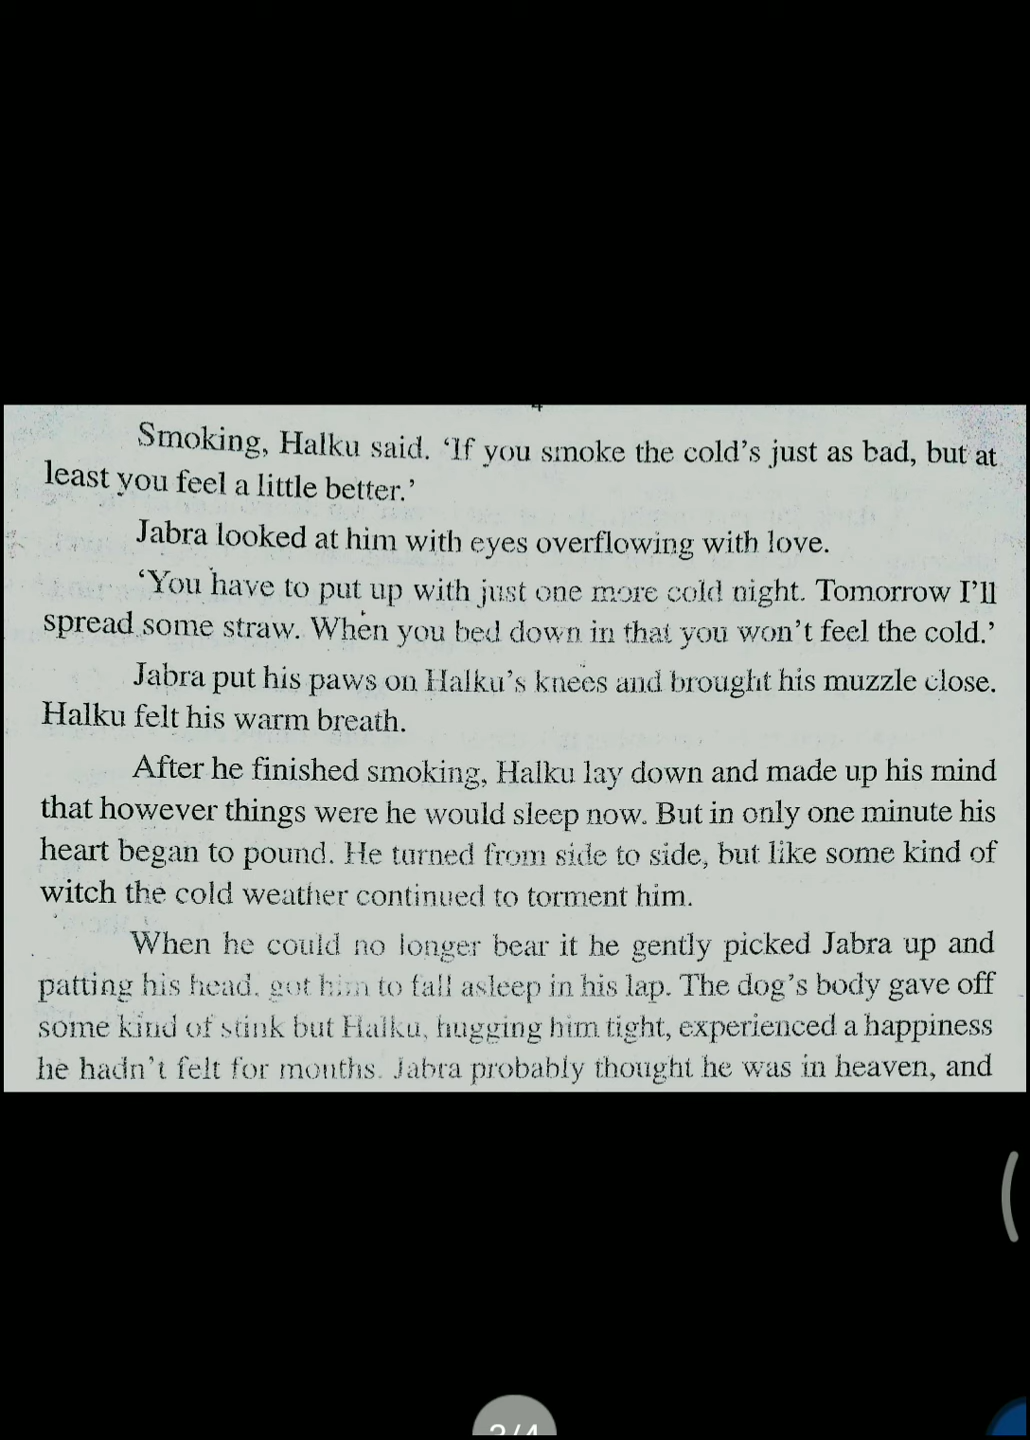 Smoking, Halku said. ‘If you smoke the cold’s just as bad, but at
least you feel a little better.’
Jabra looked at him with eyes overflowing with love.
‘You have to put up with just one more cold night. Tomorrow I’ll
spread some straw. When you bed down in that you won’t feel the cold.’
Jabra put his paws on Halku’s knees and brought his muzzle close.
Halku felt his warm breath.
After he finished smoking, Halku lay down and made up his mind
that however things were he would sleep now. But in only one minute his
heart began to pound. He turned from side to side, but like some kind of
witch the cold weather continued to torment him.
When he could no longer bear it he gently picked Jabra up and
patting his head, got him to fall asleep in his lap. The dog’s body gave off
some kind of stink but Halku, hugging him tight, experienced a happiness
he hadn’t felt for months. Jabra probably thought he was in heaven, and